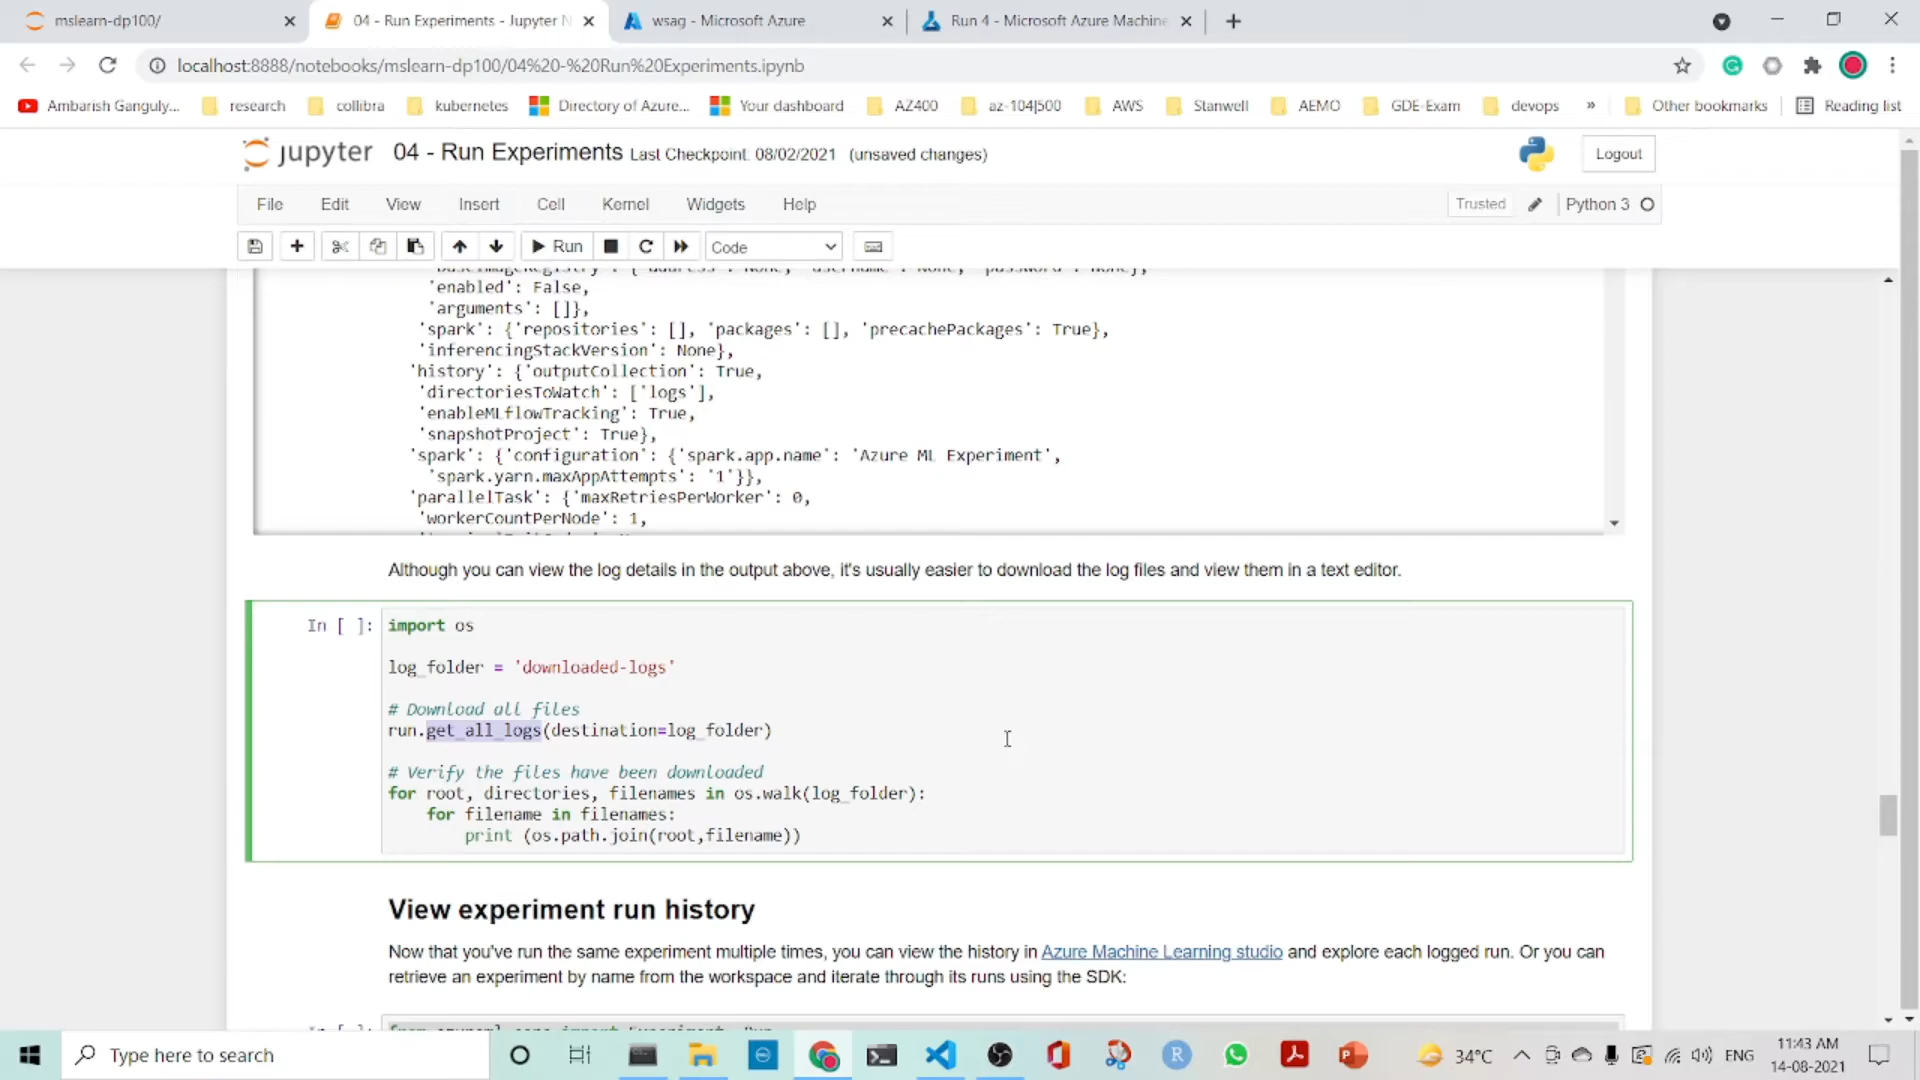 mslearn-dp100/
04 - Run Experiments - Jupyter N
wsag - Microsoft Azure
Run 4 - Microsoft Azure Machine
localhost:8888/notebooks/mslearn-dp100/04%20-%20Run%20Experiments.ipynb
Ambarish Ganguly... research collibra kubernetes Directory of Azure... Your dashboard AZ400 az-104|500 AWS Stanwell AEMO GDE-Exam devops » Other bookmarks Reading list
jupyter 04 - Run Experiments Last Checkpoint: 08/02/2021 (unsaved changes) Logout
File Edit View Insert Cell Kernel Widgets Help Trusted Python 3
Run Code
'enabled': False,
'arguments': []},
'spark': {'repositories': [], 'packages': [], 'precachePackages': True},
'inferencingStackVersion': None},
'history': {'outputCollection': True,
'directoriesToWatch': ['logs'],
'enableMLflowTracking': True,
'snapshotProject': True},
'spark': {'configuration': {'spark.app.name': 'Azure ML Experiment',
'spark.yarn.maxAppAttempts': '1'}},
'parallelTask': {'maxRetriesPerWorker': 0,
'workerCountPerNode': 1,
Although you can view the log details in the output above, it's usually easier to download the log files and view them in a text editor.
In [ ]: import os
log_folder = 'downloaded-logs'
# Download all files
run.get_all_logs(destination=log_folder)
# Verify the files have been downloaded
for root, directories, filenames in os.walk(log_folder):
for filename in filenames:
print (os.path.join(root,filename))
View experiment run history
Now that you've run the same experiment multiple times, you can view the history in Azure Machine Learning studio and explore each logged run. Or you can
retrieve an experiment by name from the workspace and iterate through its runs using the SDK:
Type here to search
34°C
ENG
11:43 AM
14-08-2021